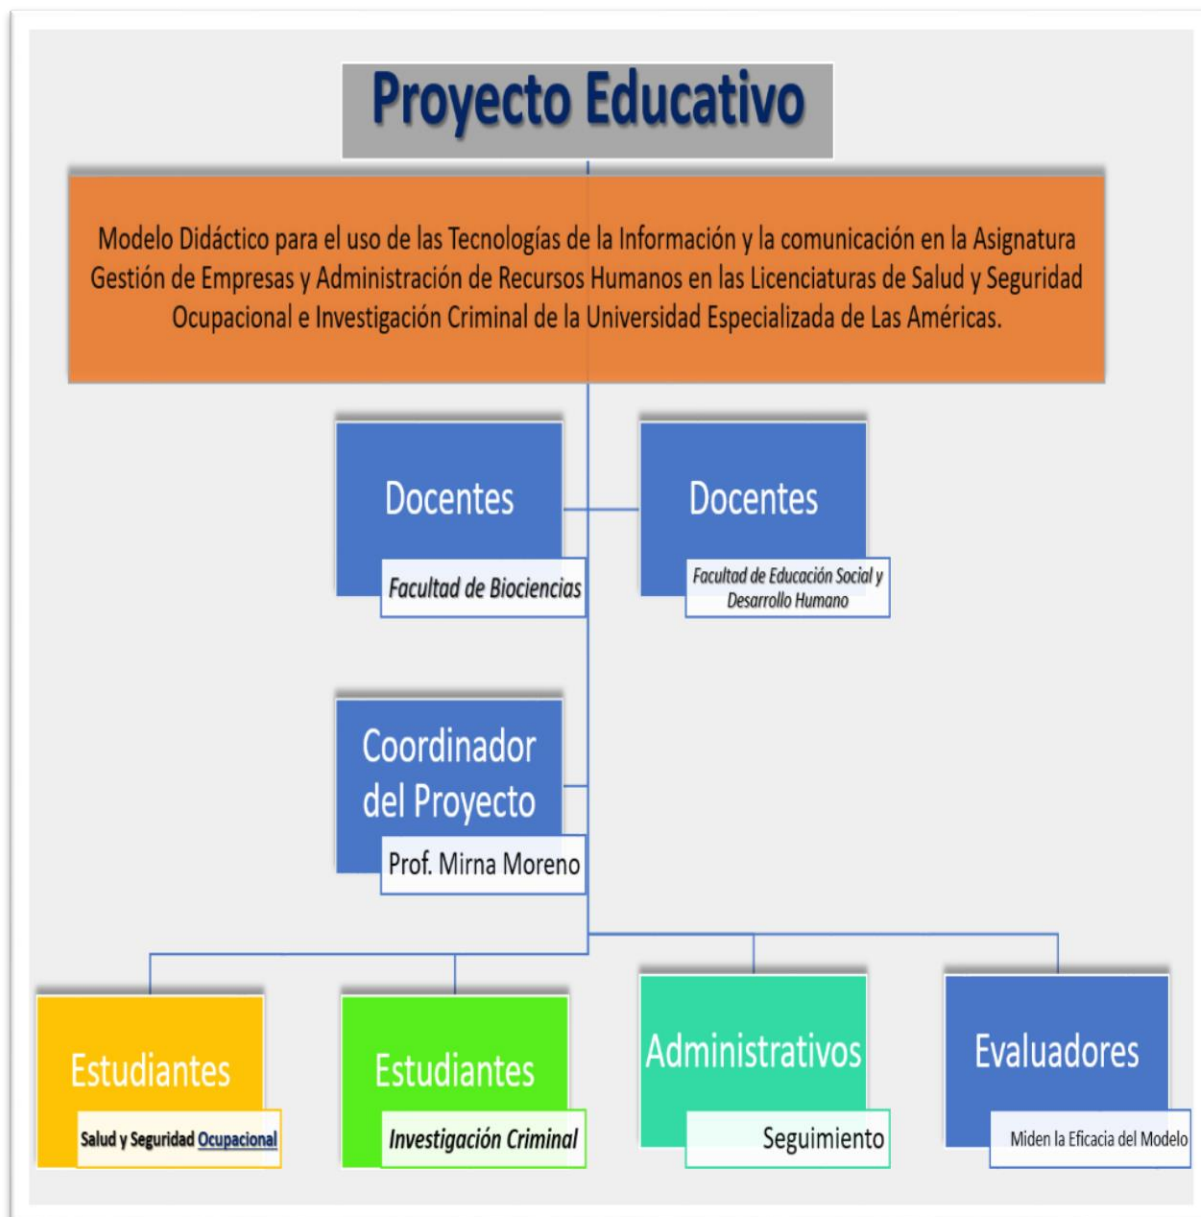 Proyecto Educativo
Modelo Didáctico para el uso de las Tecnologías de la Información y la comunicación en la Asignatura
Gestión de Empresas y Administración de Recursos Humanos en las Licenciaturas de Salud y Seguridad
Ocupacional e Investigación Criminal de la Universidad Especializada de Las Américas.
Docentes
Facultad de Biociencias
Docentes
Facultad de Educación Social y
Desarrollo Humano
Coordinador
del Proyecto
Prof. Mirna Moreno
Estudiantes
Salud y Seguridad Ocupacional
Estudiantes
Investigación Criminal
Administrativos
Seguimiento
Evaluadores
Miden la Eficacia del Modelo